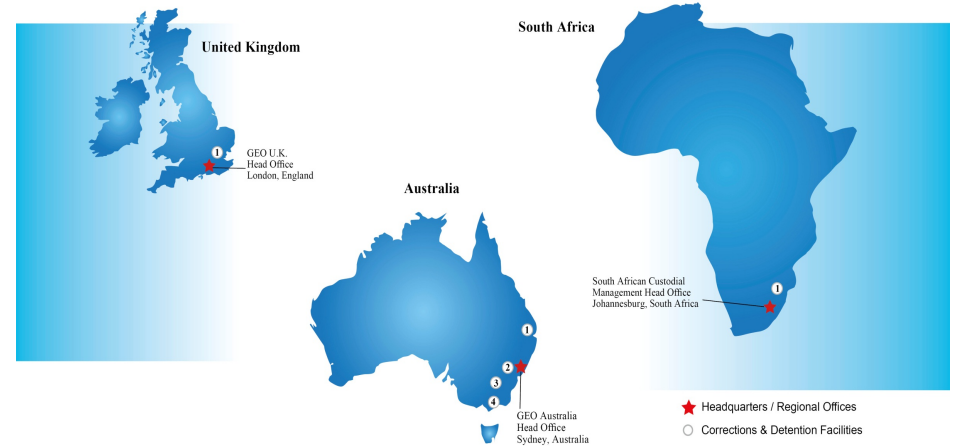 South Africa
United Kingdom
1
GEO U.K.
Head Office
London, England
Australia
South African Custodial
Management Head Office
Johannesburg, South Africa
1
1
2
3
4
GEO Australia
Head Office
Sydney, Australia
Headquarters / Regional Offices
Corrections & Detention Facilities